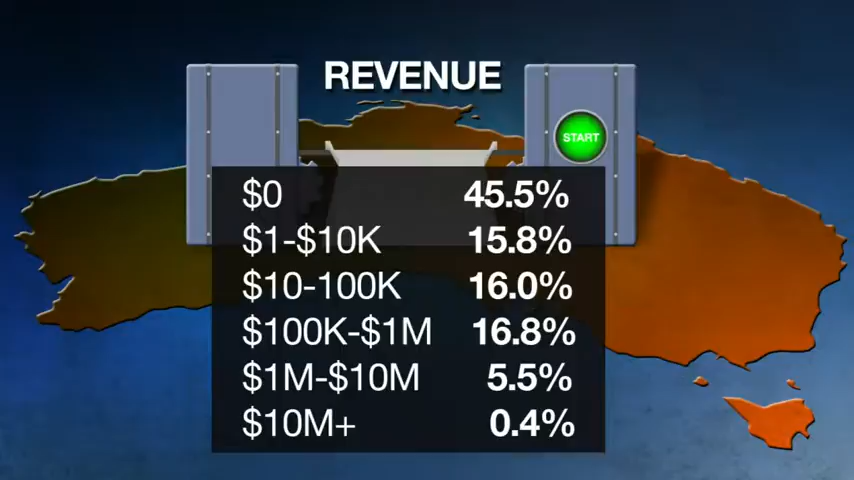 REVENUE
START
$0 45.5%
$1-$10K 15.8%
$10-100K 16.0%
$100K-$1M 16.8%
$1M-$10M 5.5%
$10M+ 0.4%